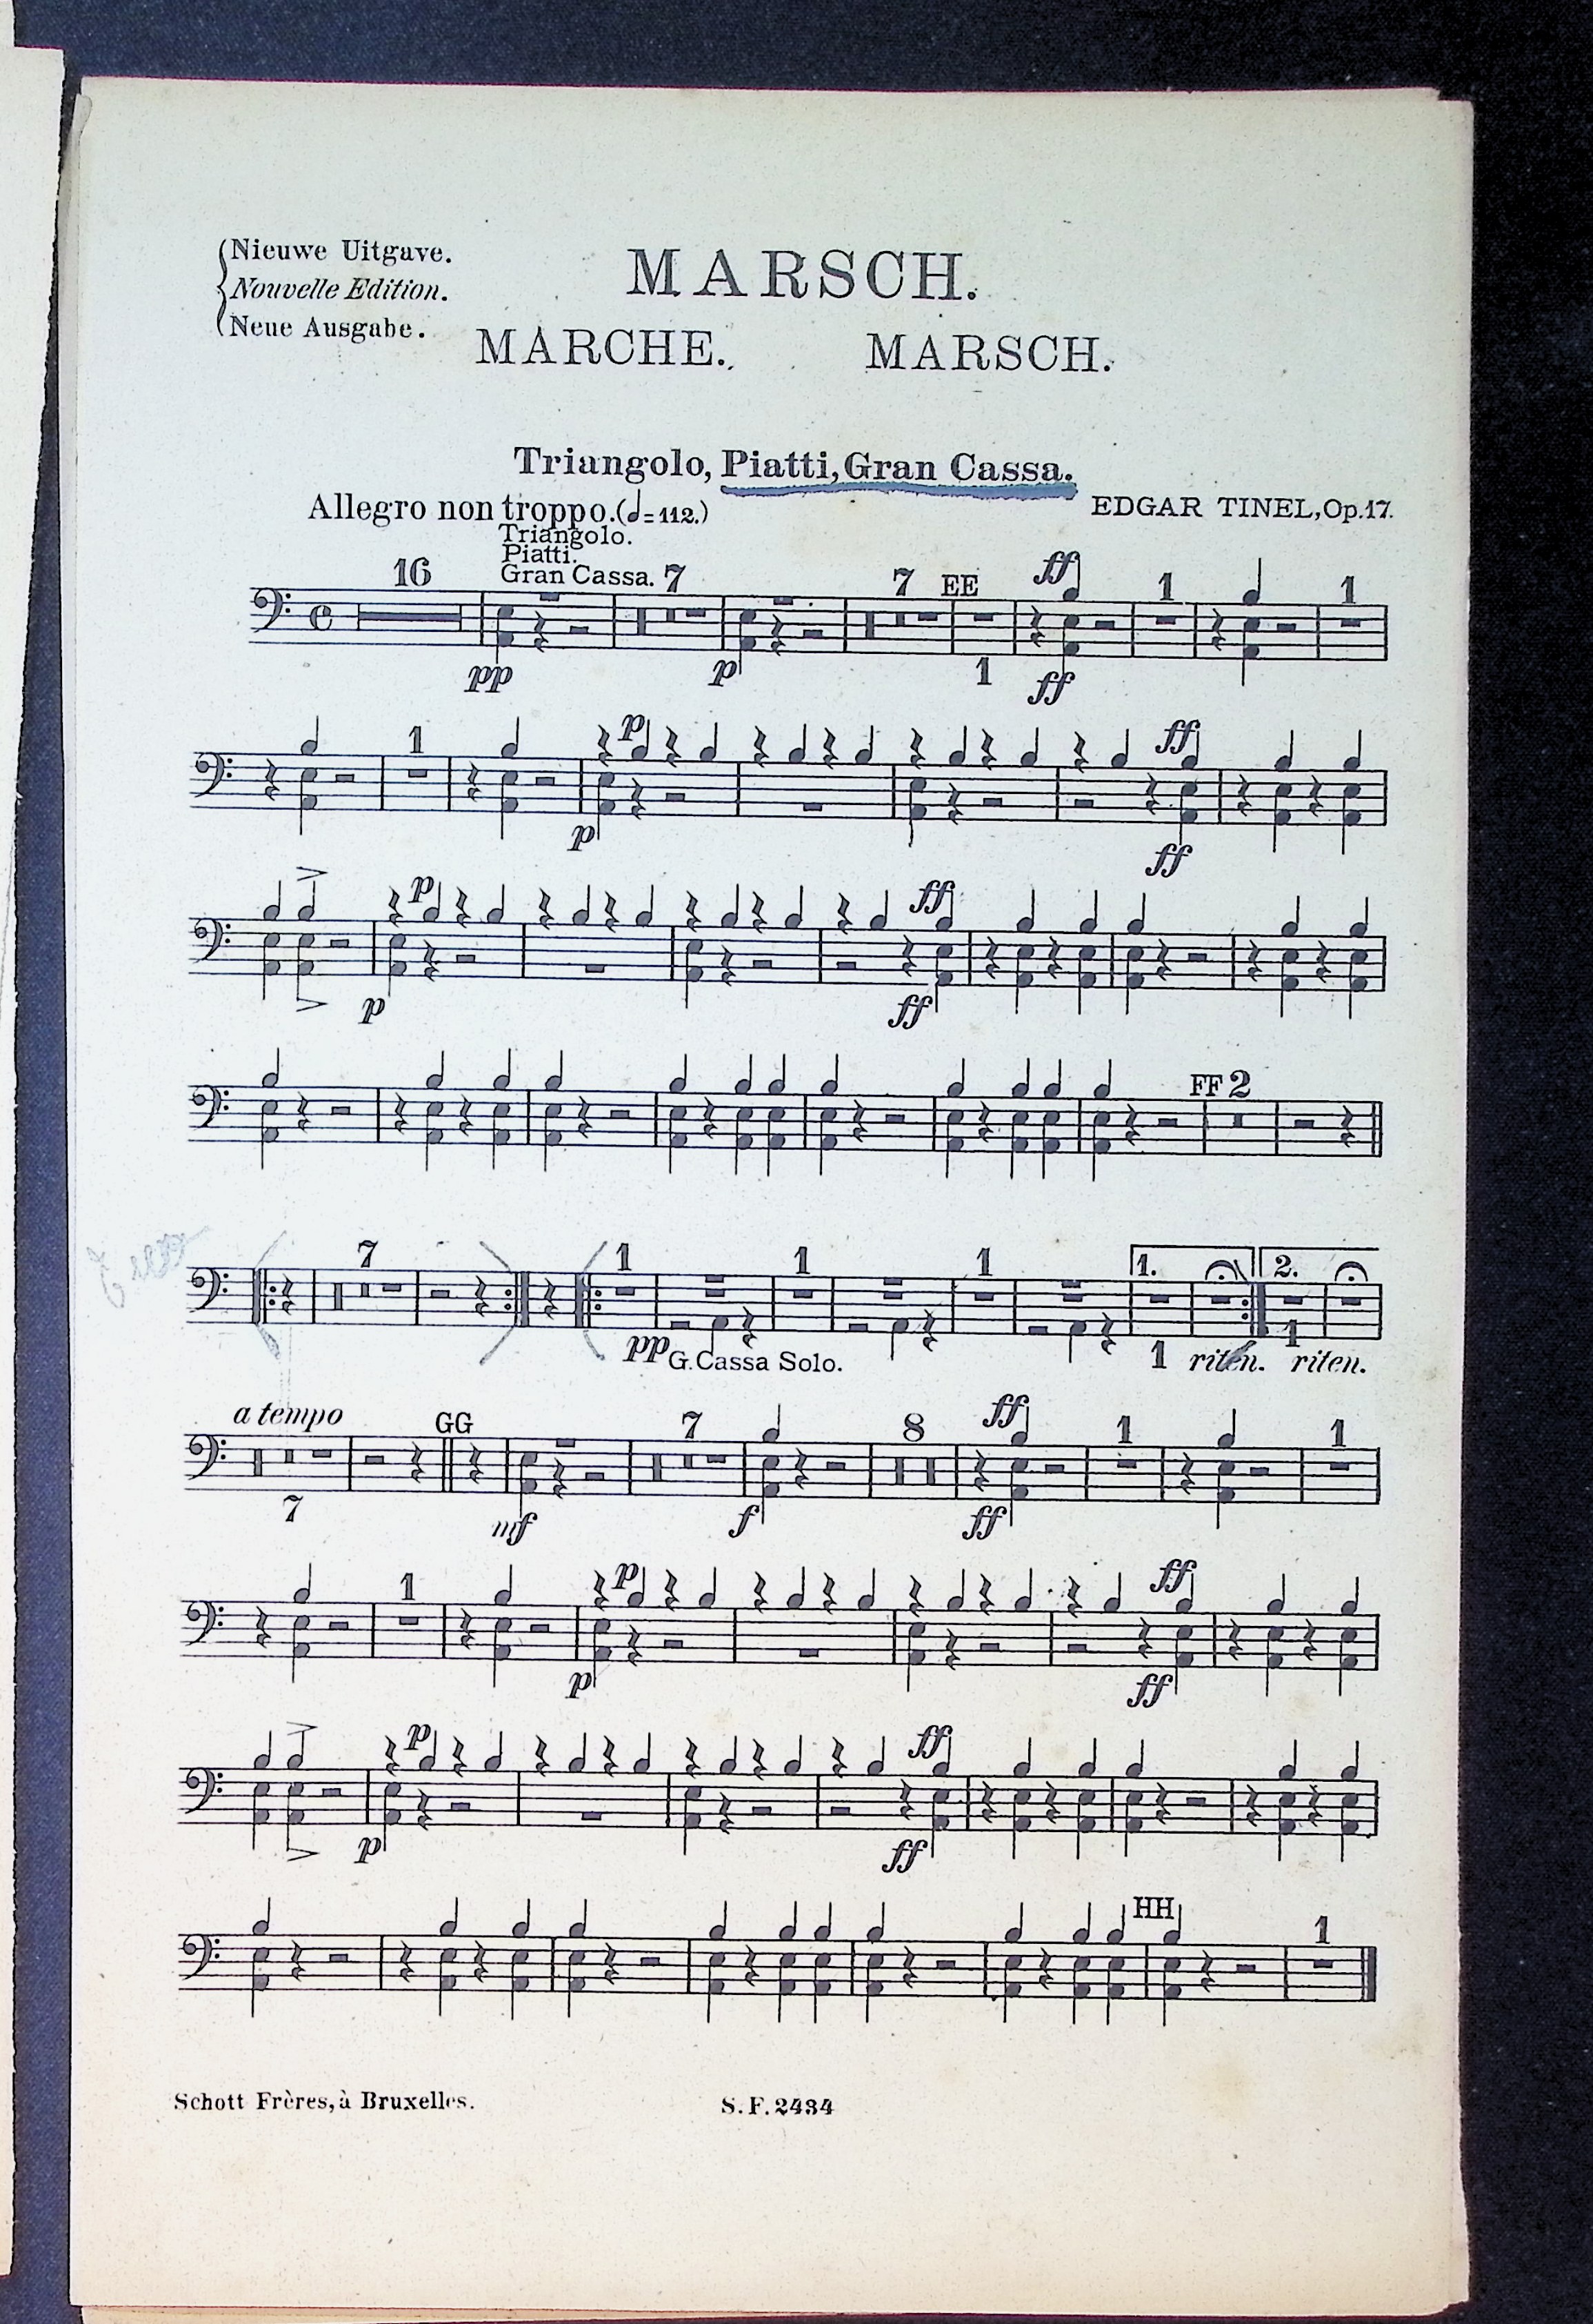 Nieuwe Uitgave.
Nouvelle Edition.
Neue Ausgabe.
MARSCH.
MARCHE. MARSCH.
Triangolo, Piatti, Gran Cassa.
Allegro non troppo. (𝅗𝅥=112.)
EDGAR TINEL, Op. 17.
Triangolo.
Piatti.
Gran Cassa.
16 7 7 EE ff 1 1
pp p 1 ff
1 p ff
p ff
p ff
p ff
FF 2
7 1 1 1 1. 2.
pp G. Cassa Solo. 1 riten. 1 riten.
a tempo GG 7 8 ff 1 1
7 mf f ff
1 p ff
p ff
p ff
p ff
HH 1
Schott Frères, à Bruxelles. S. F. 2434